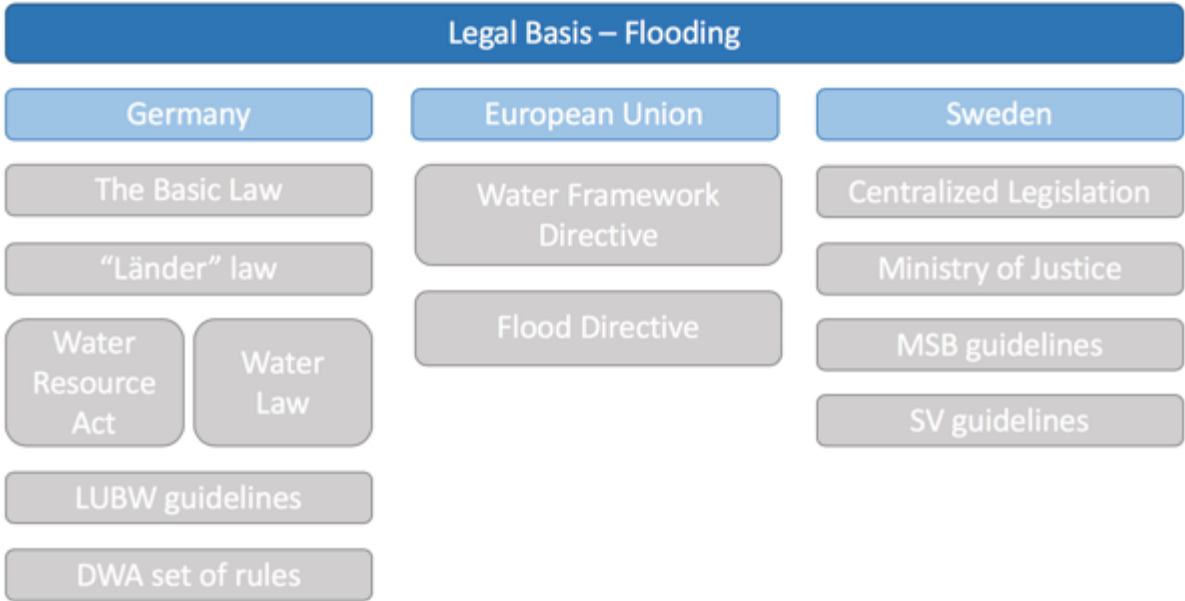 Legal Basis – Flooding
Germany
The Basic Law
“Länder” law
Water
Resource
Act
Water
Law
LUBW guidelines
DWA set of rules
European Union
Water Framework
Directive
Flood Directive
Sweden
Centralized Legislation
Ministry of Justice
MSB guidelines
SV guidelines